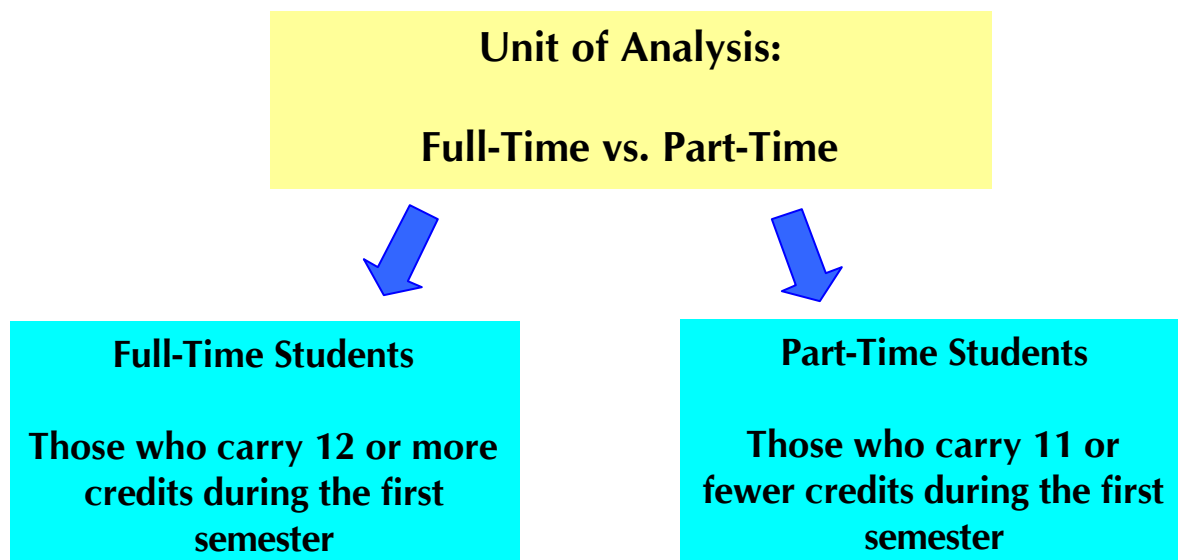 Unit of Analysis:
Full-Time vs. Part-Time
Full-Time Students
Those who carry 12 or more
credits during the first
semester
Part-Time Students
Those who carry 11 or
fewer credits during the first
semester